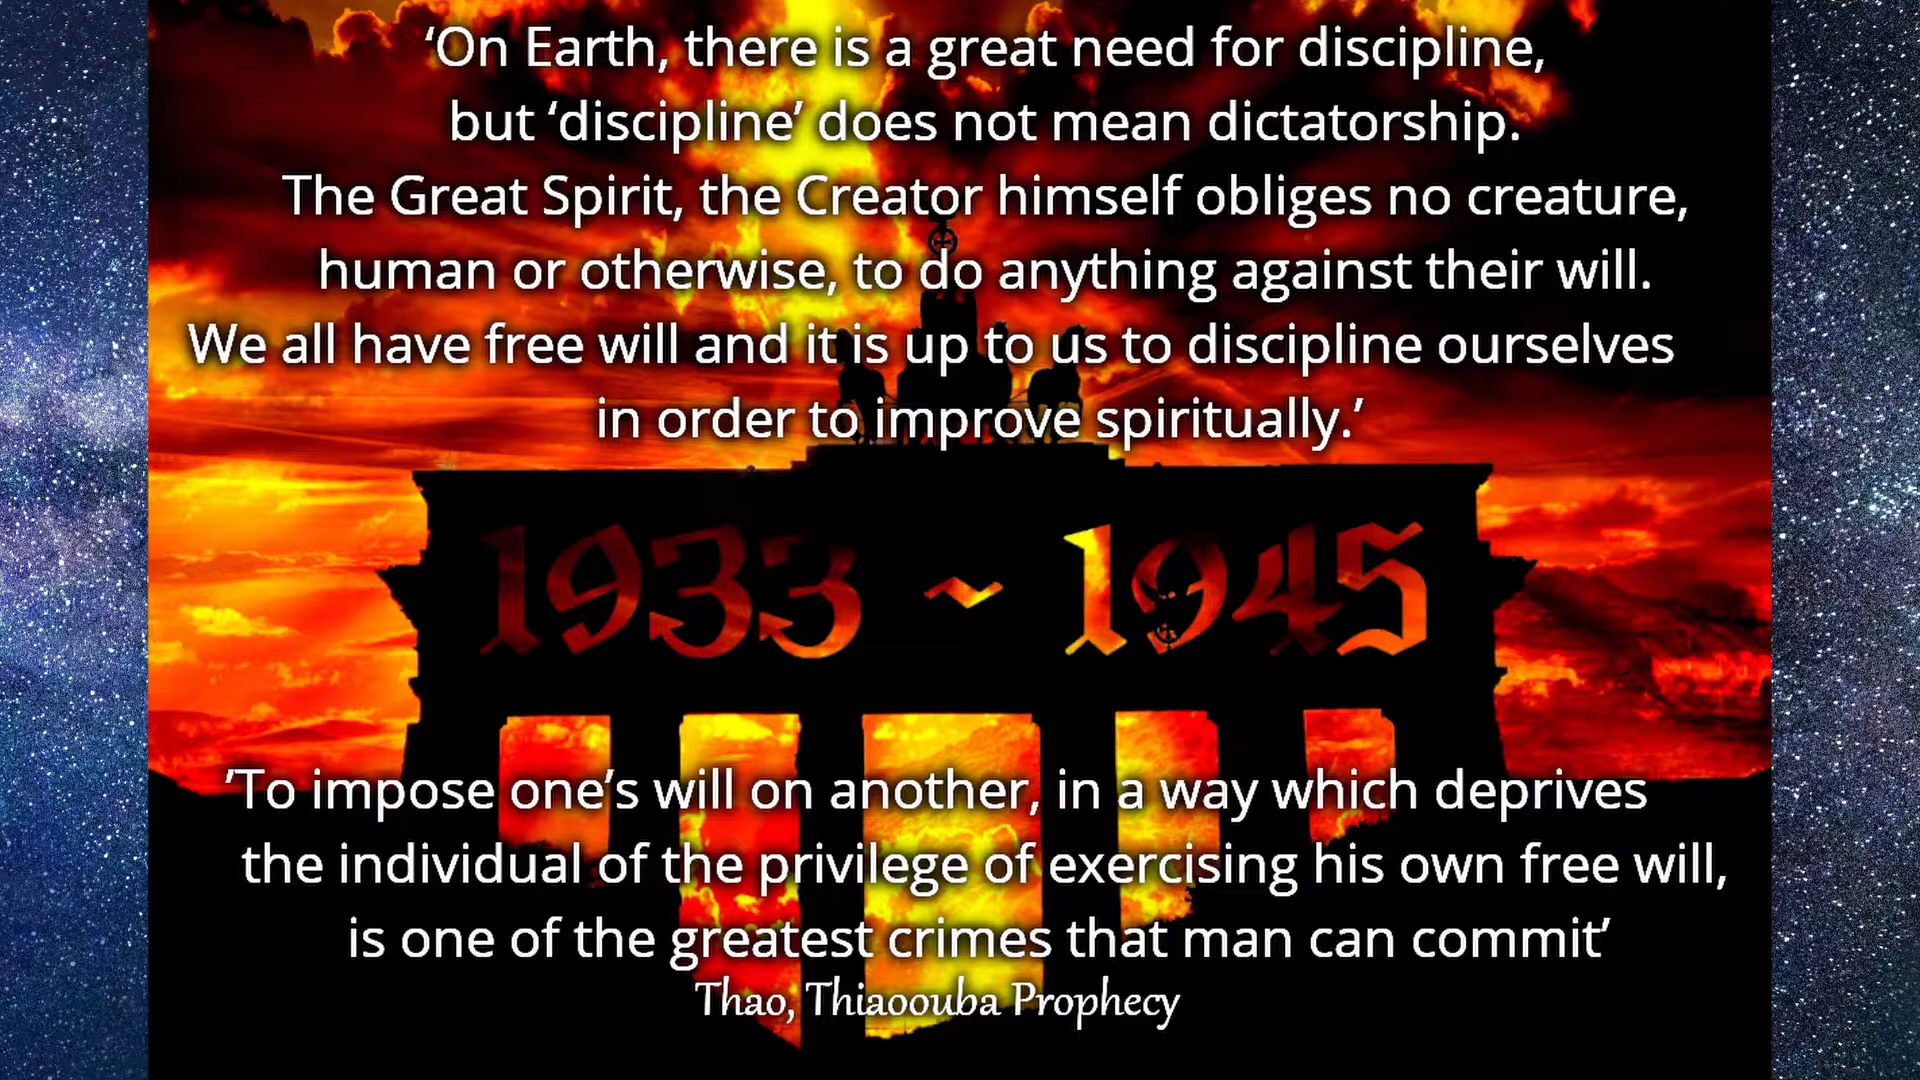 ‘On Earth, there is a great need for discipline,
but ‘discipline’ does not mean dictatorship.
The Great Spirit, the Creator himself obliges no creature,
human or otherwise, to do anything against their will.
We all have free will and it is up to us to discipline ourselves
in order to improve spiritually.’
1933 ~ 1945
’To impose one’s will on another, in a way which deprives
the individual of the privilege of exercising his own free will,
is one of the greatest crimes that man can commit’
Thao, Thiaoouba Prophecy